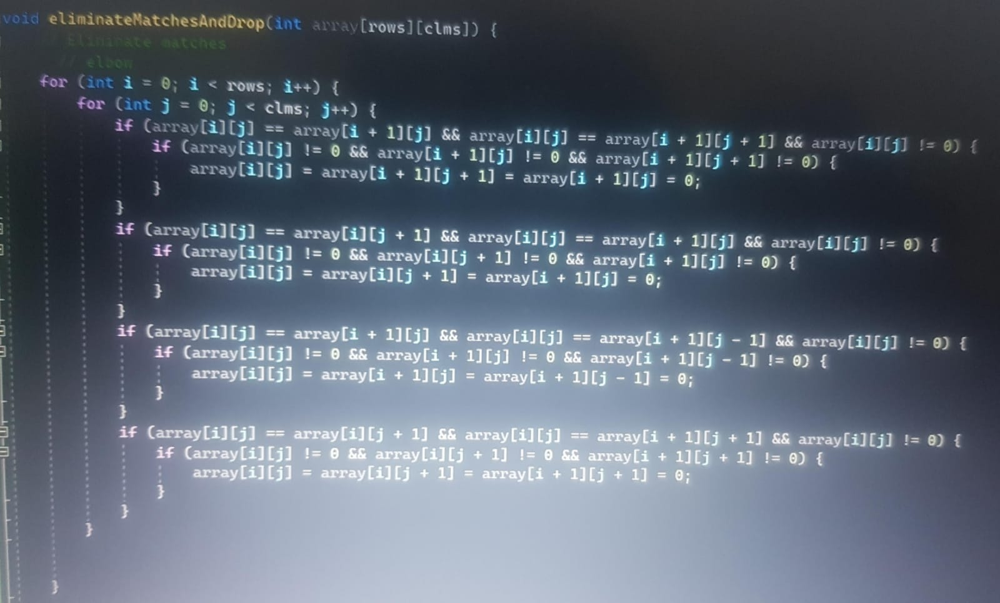 void eliminateMatchesAndDrop(int array[rows][clms]) {
// Eliminate matches
// elbow
for (int i = 0; i < rows; i++) {
for (int j = 0; j < clms; j++) {
if (array[i][j] == array[i + 1][j] && array[i][j] == array[i + 1][j + 1] && array[i][j] != 0) {
if (array[i][j] != 0 && array[i + 1][j] != 0 && array[i + 1][j + 1] != 0) {
array[i][j] = array[i + 1][j + 1] = array[i + 1][j] = 0;
}
}
if (array[i][j] == array[i][j + 1] && array[i][j] == array[i + 1][j] && array[i][j] != 0) {
if (array[i][j] != 0 && array[i][j + 1] != 0 && array[i + 1][j] != 0) {
array[i][j] = array[i][j + 1] = array[i + 1][j] = 0;
}
}
if (array[i][j] == array[i + 1][j] && array[i][j] == array[i + 1][j - 1] && array[i][j] != 0) {
if (array[i][j] != 0 && array[i + 1][j] != 0 && array[i + 1][j - 1] != 0) {
array[i][j] = array[i + 1][j] = array[i + 1][j - 1] = 0;
}
}
if (array[i][j] == array[i][j + 1] && array[i][j] == array[i + 1][j + 1] && array[i][j] != 0) {
if (array[i][j] != 0 && array[i][j + 1] != 0 && array[i + 1][j + 1] != 0) {
array[i][j] = array[i][j + 1] = array[i + 1][j + 1] = 0;
}
}
}
}